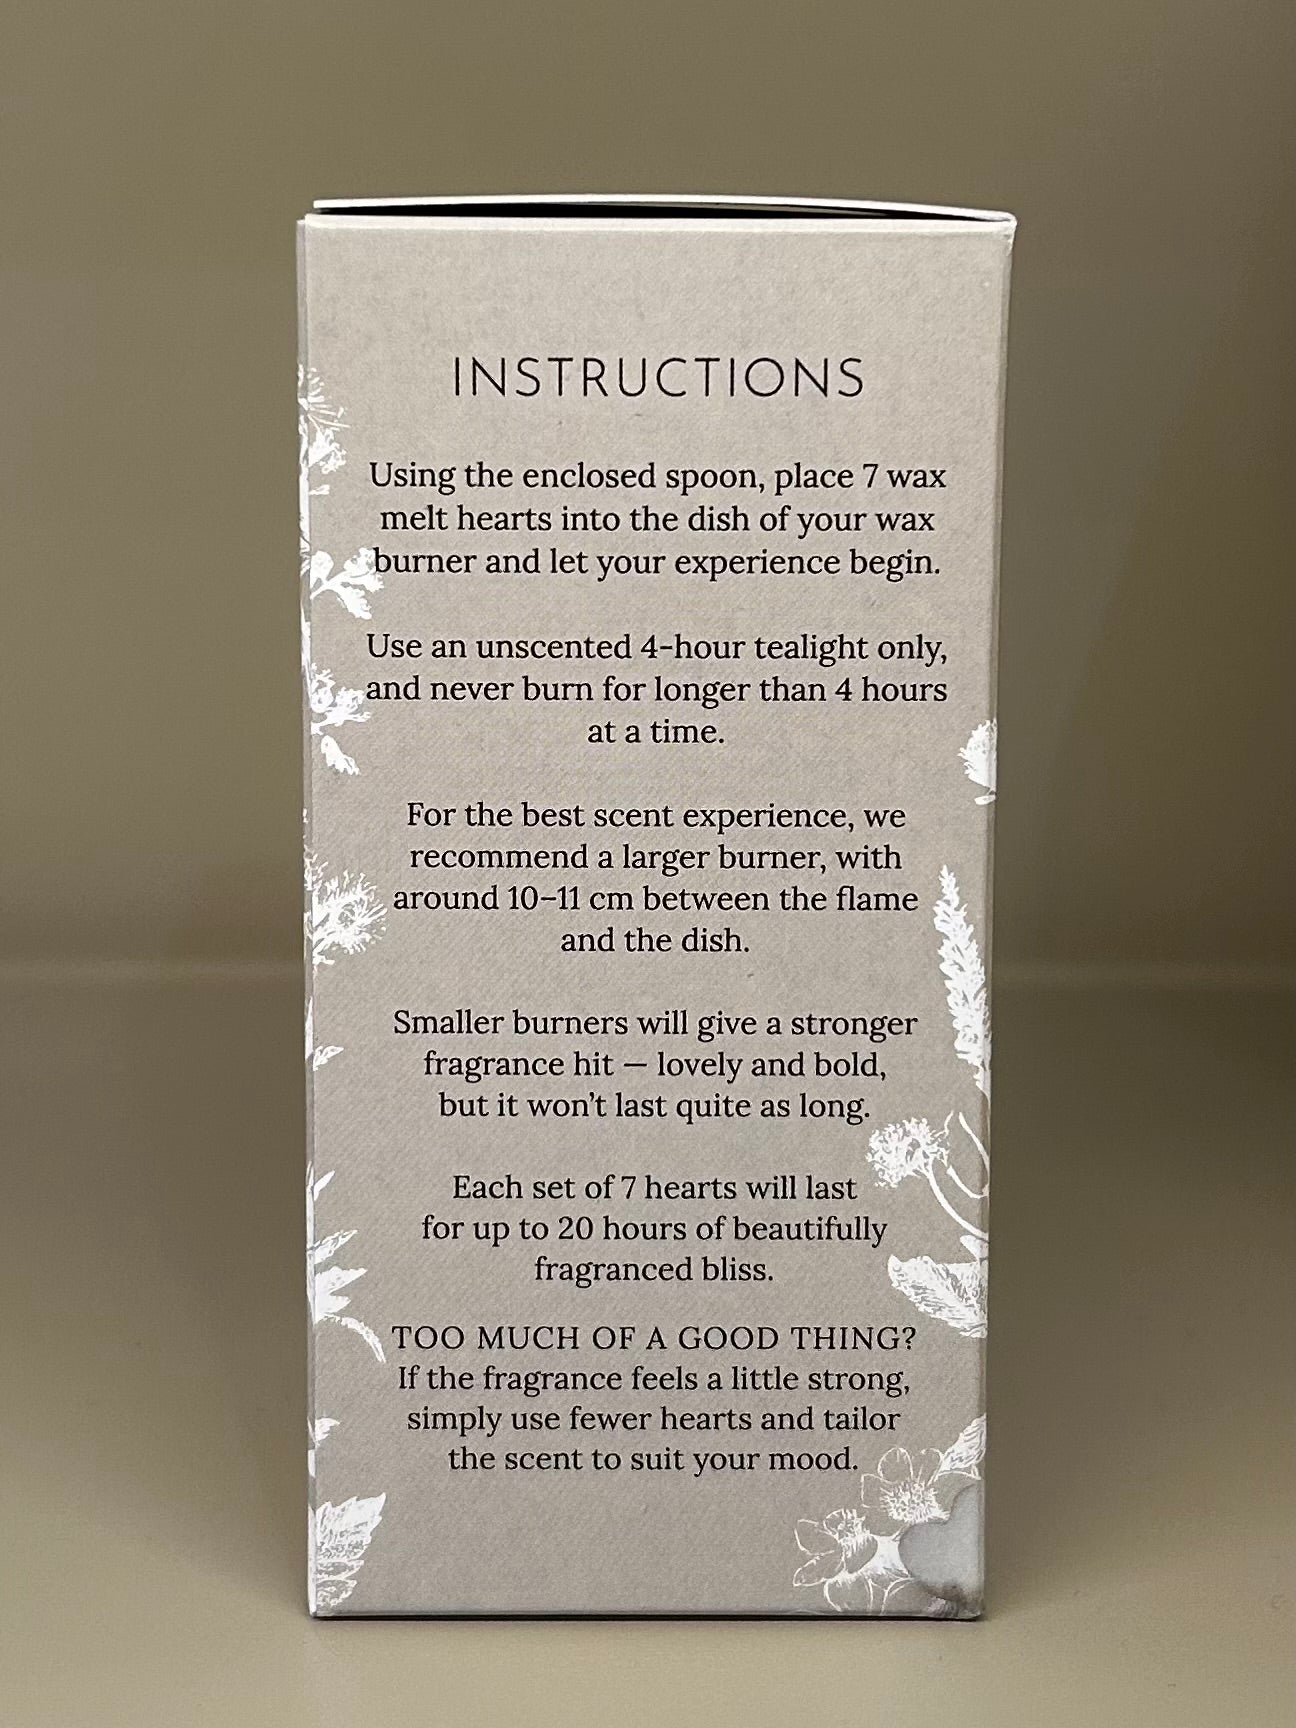 INSTRUCTIONS
Using the enclosed spoon, place 7 wax
melt hearts into the dish of your wax
burner and let your experience begin.
Use an unscented 4-hour tealight only,
and never burn for longer than 4 hours
at a time.
For the best scent experience, we
recommend a larger burner, with
around 10–11 cm between the flame
and the dish.
Smaller burners will give a stronger
fragrance hit — lovely and bold,
but it won’t last quite as long.
Each set of 7 hearts will last
for up to 20 hours of beautifully
fragranced bliss.
TOO MUCH OF A GOOD THING?
If the fragrance feels a little strong,
simply use fewer hearts and tailor
the scent to suit your mood.